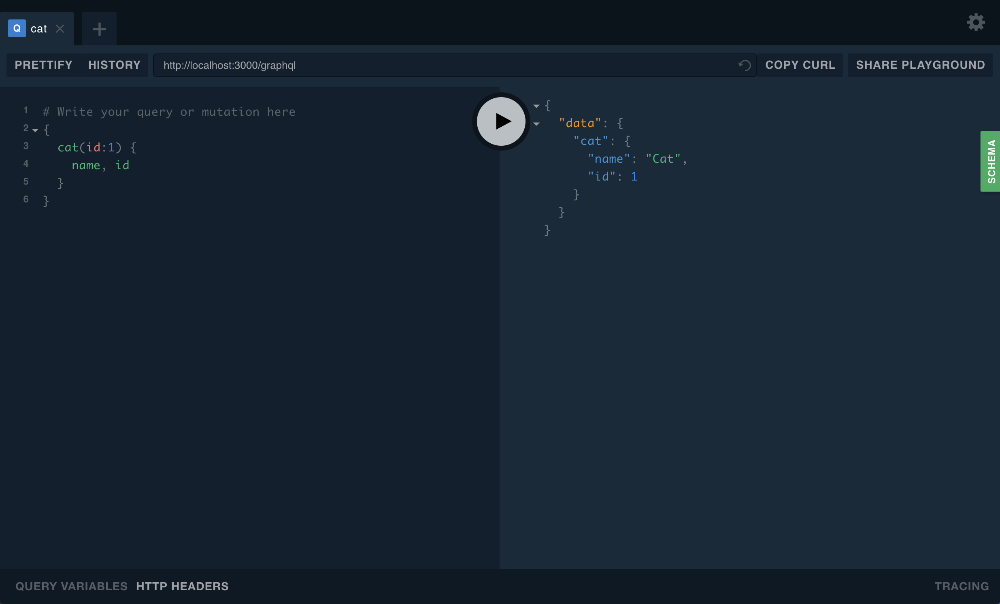 Q cat
PRETTIFY HISTORY http://localhost:3000/graphql COPY CURL SHARE PLAYGROUND
1 # Write your query or mutation here
2 {
3 cat(id:1) {
4 name, id
5 }
6 }
{
"data": {
"cat": {
"name": "Cat",
"id": 1
}
}
}
SCHEMA
QUERY VARIABLES HTTP HEADERS TRACING